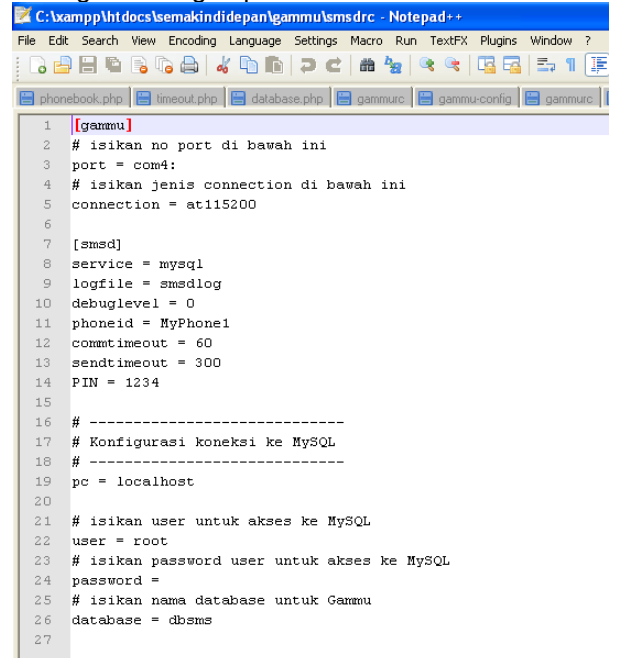 C:\xampp\htdocs\semakindidepan\gammu\smsdrc - Notepad++
File Edit Search View Encoding Language Settings Macro Run TextFX Plugins Window ?
phonebook.php timeout.php database.php gammurc gammu-config gammurc
1 [gammu]
2 # isikan no port di bawah ini
3 port = com4:
4 # isikan jenis connection di bawah ini
5 connection = at115200
6
7 [smsd]
8 service = mysql
9 logfile = smsdlog
10 debuglevel = 0
11 phoneid = MyPhone1
12 commtimeout = 60
13 sendtimeout = 300
14 PIN = 1234
15
16 # -----------------------------
17 # Konfigurasi koneksi ke MySQL
18 # -----------------------------
19 pc = localhost
20
21 # isikan user untuk akses ke MySQL
22 user = root
23 # isikan password user untuk akses ke MySQL
24 password =
25 # isikan nama database untuk Gammu
26 database = dbsms
27